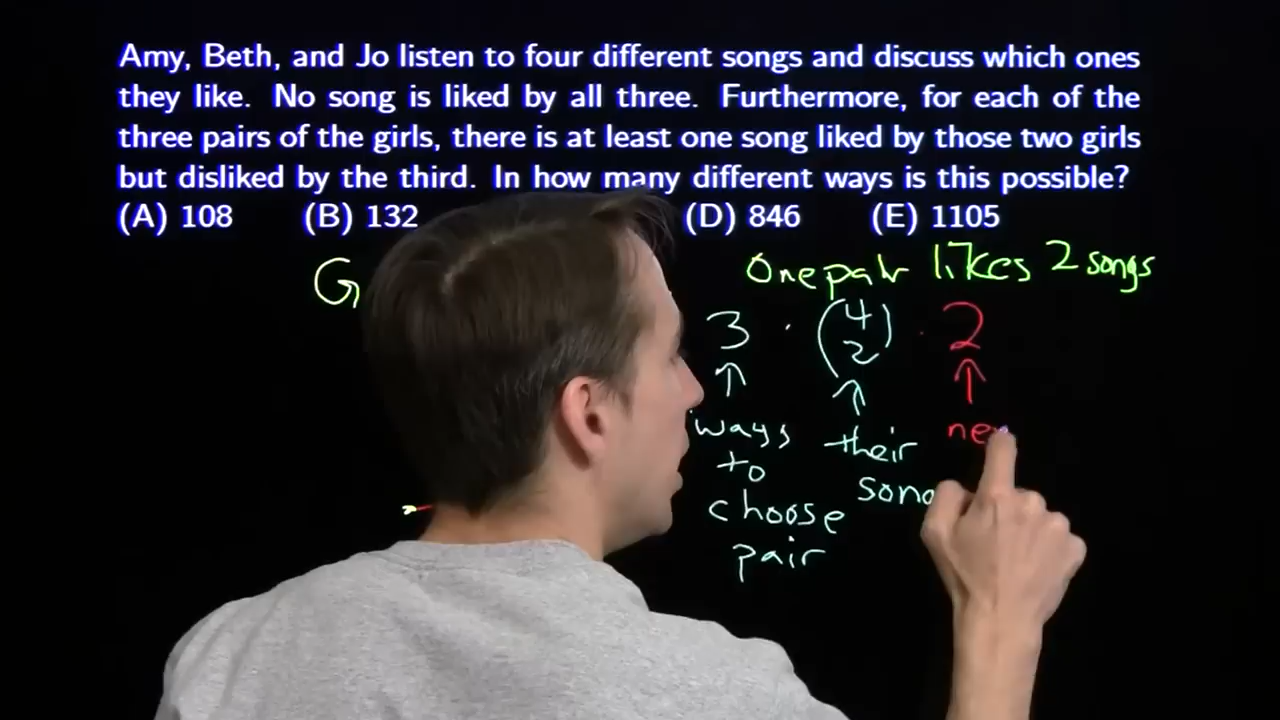 Amy, Beth, and Jo listen to four different songs and discuss which ones
they like. No song is liked by all three. Furthermore, for each of the
three pairs of the girls, there is at least one song liked by those two girls
but disliked by the third. In how many different ways is this possible?
(A) 108 (B) 132 (D) 846 (E) 1105
G One pair likes 2 songs
3 · (4 2) · 2
↑ ↑ ↑
ways their ne
to song
choose
pair